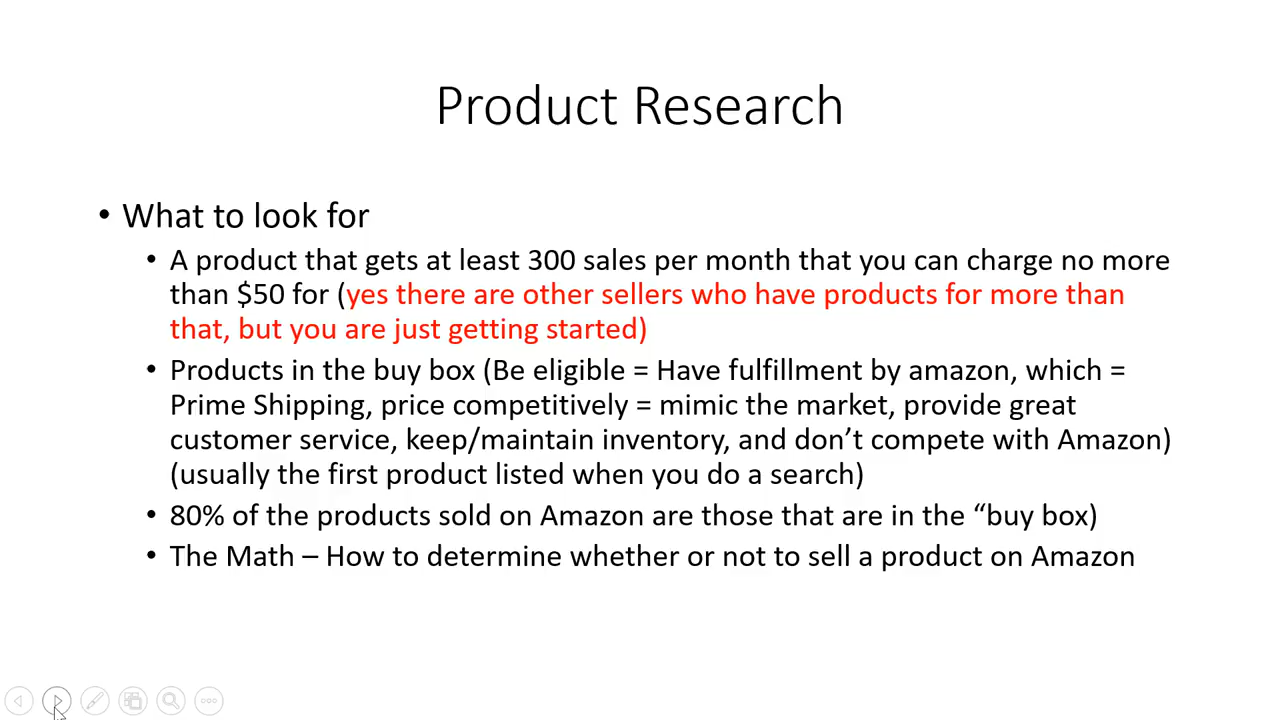 Product Research
• What to look for
• A product that gets at least 300 sales per month that you can charge no more
than $50 for (yes there are other sellers who have products for more than
that, but you are just getting started)
• Products in the buy box (Be eligible = Have fulfillment by amazon, which =
Prime Shipping, price competitively = mimic the market, provide great
customer service, keep/maintain inventory, and don’t compete with Amazon)
(usually the first product listed when you do a search)
• 80% of the products sold on Amazon are those that are in the “buy box)
• The Math – How to determine whether or not to sell a product on Amazon